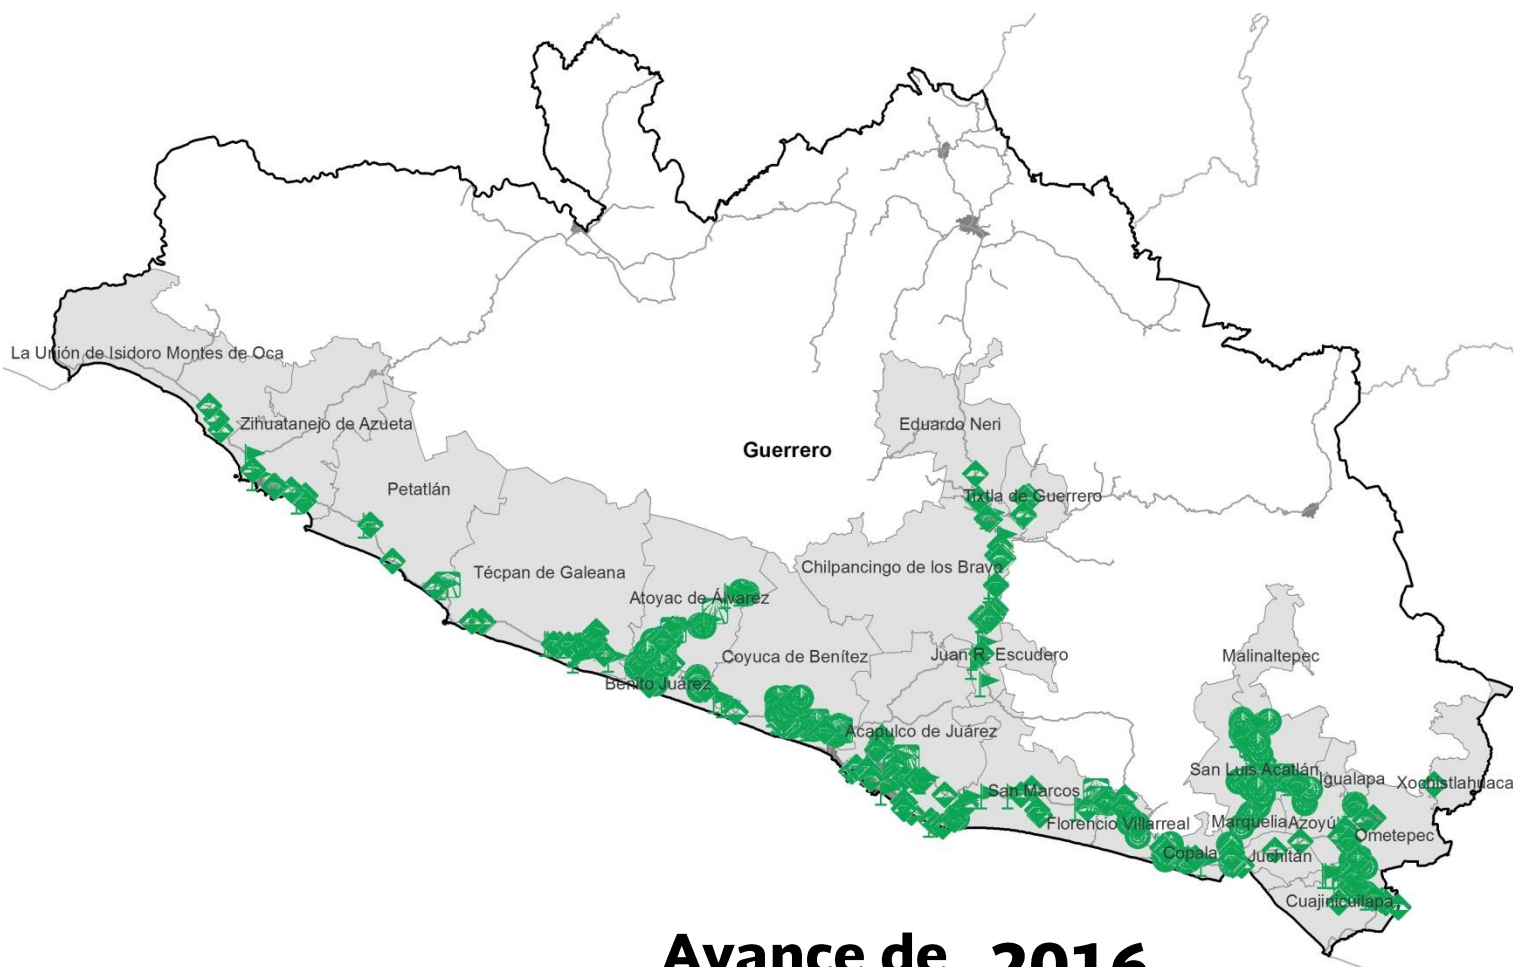 La Unión de Isidoro Montes de Oca
Zihuatanejo de Azueta
Eduardo Neri
Guerrero
Petatlán
Tixtla de Guerrero
Chilpancingo de los Bravo
Técpan de Galeana
Atoyac de Álvarez
Juan R. Escudero
Coyuca de Benítez
Malinaltepec
Benito Juárez
Acapulco de Juárez
San Luis Acatlán
Igualapa
Xochistlahuaca
San Marcos
Florencio Villarreal
Marquelia
Azoyú
Ometepec
Copala
Juchitán
Cuajinicuilapa
Avance de 2016